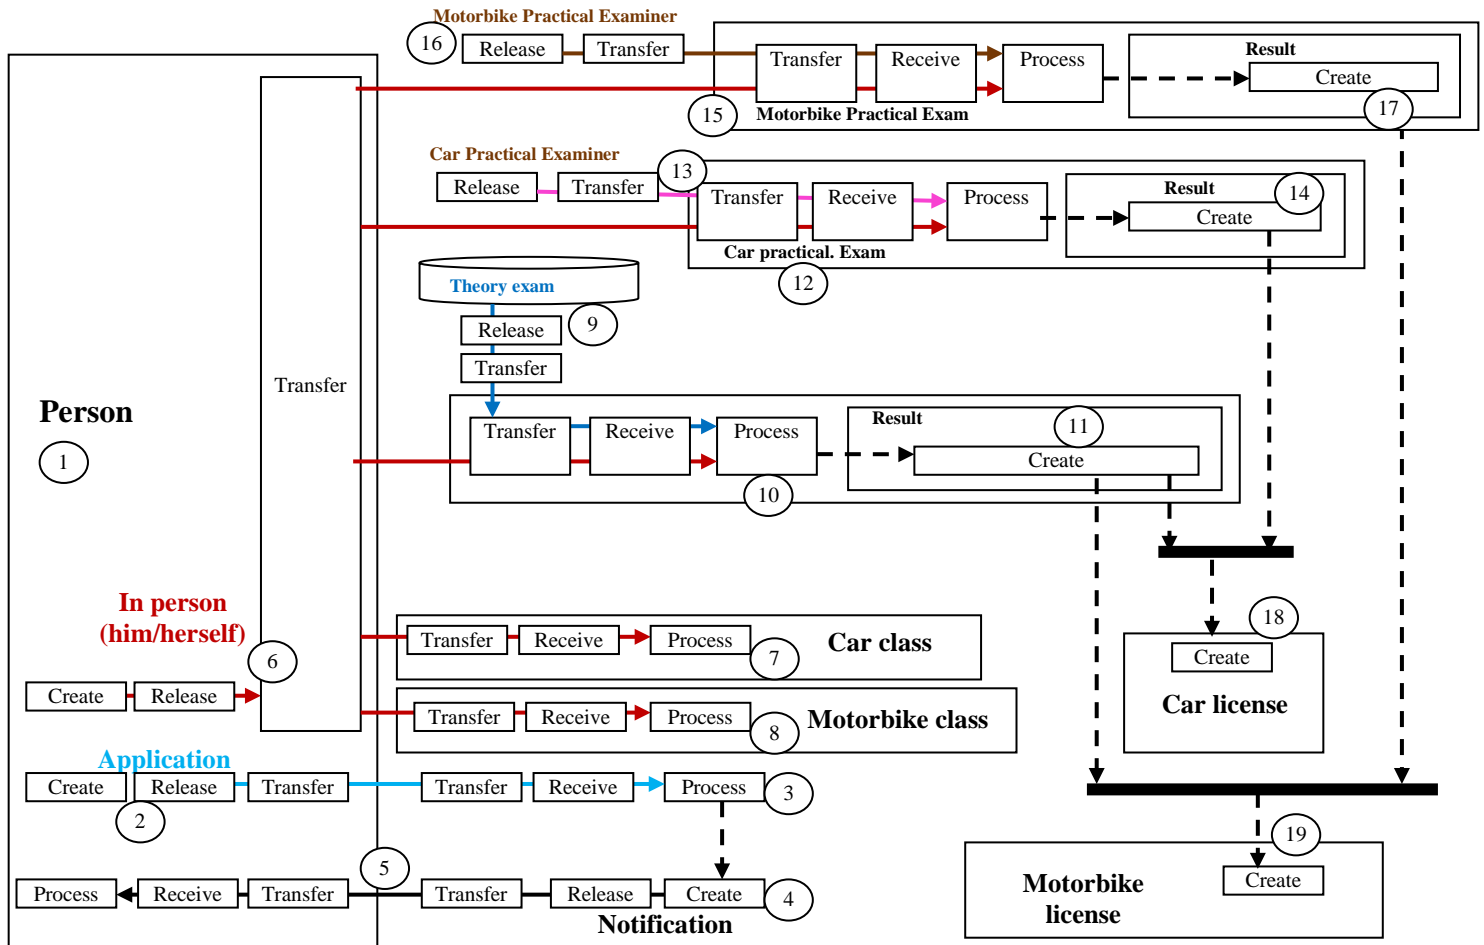 Motorbike Practical Examiner
16
Release
Transfer
Transfer
Receive
Process
Result
Create
17
15
Motorbike Practical Exam
Car Practical Examiner
13
Release
Transfer
Transfer
Receive
Process
Result
14
Create
Car practical. Exam
12
Theory exam
9
Release
Transfer
Transfer
Person
1
Transfer
Receive
Process
Result
11
Create
10
In person
(him/herself)
6
Create
Release
Transfer
Receive
Process
7
Car class
Transfer
Receive
Process
8
Motorbike class
18
Create
Car license
Application
Create
Release
Transfer
Transfer
Receive
Process
3
2
5
Process
Receive
Transfer
Transfer
Release
Create
4
Notification
19
Create
Motorbike
license